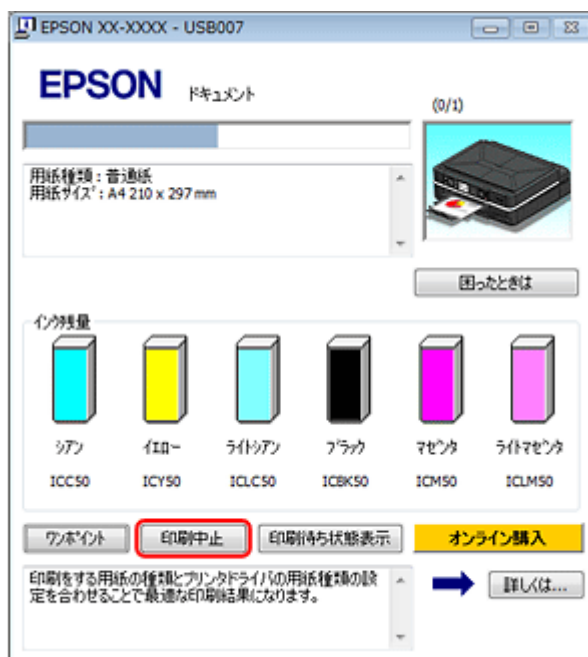 EPSON XX-XXXX - USB007
EPSON
ドキュメント
(0/1)
用紙種類 : 普通紙
用紙サイズ : A4 210 x 297 mm
困ったときは
インク残量
シアン
イエロー
ライトシアン
ブラック
マゼンタ
ライトマゼンタ
ICC50
ICY50
ICLC50
ICBK50
ICM50
ICLM50
ワンポイント
印刷中止
印刷待ち状態表示
オンライン購入
印刷をする用紙の種類とプリンタドライバの用紙種類の設
定を合わせることで最適な印刷結果になります。
詳しくは...